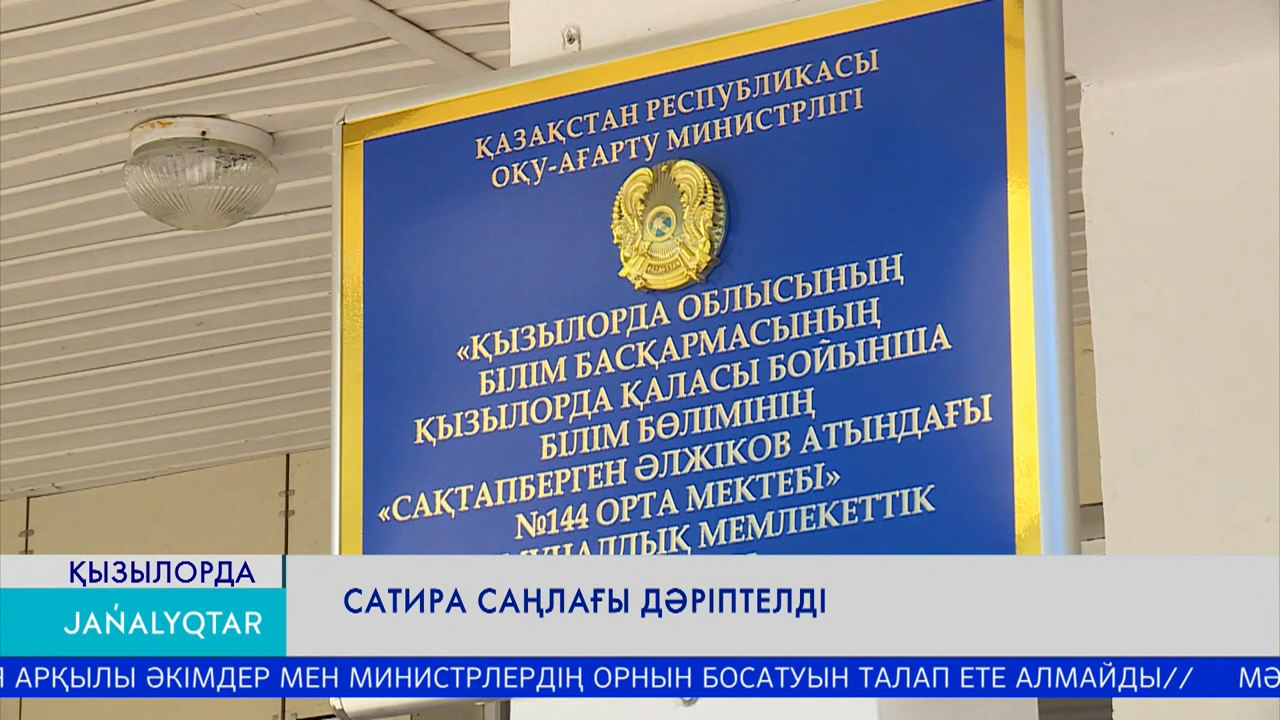 ҚАЗАҚСТАН РЕСПУБЛИКАСЫ
ОҚУ-АҒАРТУ МИНИСТРЛІГІ
«ҚЫЗЫЛОРДА ОБЛЫСЫНЫҢ
БІЛІМ БАСҚАРМАСЫНЫҢ
ҚЫЗЫЛОРДА ҚАЛАСЫ БОЙЫНША
БІЛІМ БӨЛІМІНІҢ
«САҚТАПБЕРГЕН ӘЛЖІКОВ АТЫНДАҒЫ
№144 ОРТА МЕКТЕБІ»
МЕМЛЕКЕТТІК
ҚЫЗЫЛОРДА
JAŃALYQTAR
САТИРА САҢЛАҒЫ ДӘРІПТЕЛДІ
Я АРҚЫЛЫ ӘКІМДЕР МЕН МИНИСТРЛЕРДІҢ ОРНЫН БОСАТУЫН ТАЛАП ЕТЕ АЛМАЙДЫ// МӘ